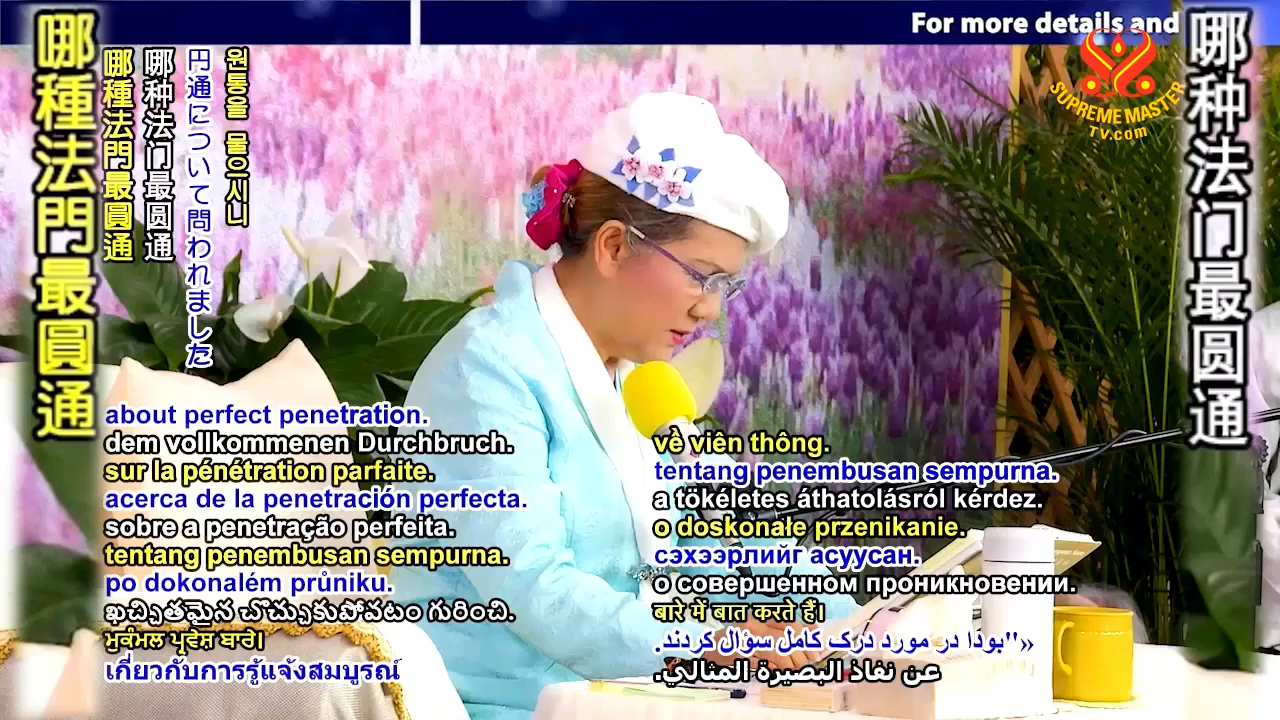 For more details and
SUPREME MASTER
TV.com
哪種法門最圓通
哪種法門最圓通
哪种法门最圆通
円通について問われました
원통을 물으시니
哪种法门最圆通
about perfect penetration.
dem vollkommenen Durchbruch.
sur la pénétration parfaite.
acerca de la penetración perfecta.
sobre a penetração perfeita.
tentang penembusan sempurna.
po dokonalém průniku.
ఖచ్చితమైన చొచ్చుకుపోవటం గురించి.
ਮੁਕੰਮਲ ਪ੍ਰਵੇਸ਼ ਬਾਰੇ।
เกี่ยวกับการรู้แจ้งสมบูรณ์
về viên thông.
tentang penembusan sempurna.
a tökéletes áthatolásról kérdez.
o doskonałe przenikanie.
сэхээрлийг асуусан.
о совершенном проникновении.
बारे में बात करते हैं।
«"بودا در مورد درک کامل سؤال کردند.
عن نفاذ البصيرة المثالي.